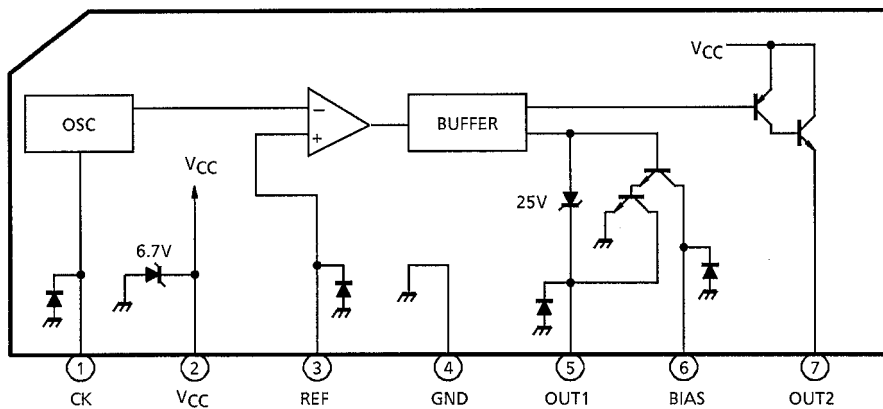 VCC
OSC
−
+
BUFFER
VCC
25V
6.7V
1 2 3 4 5 6 7
CK VCC REF GND OUT1 BIAS OUT2